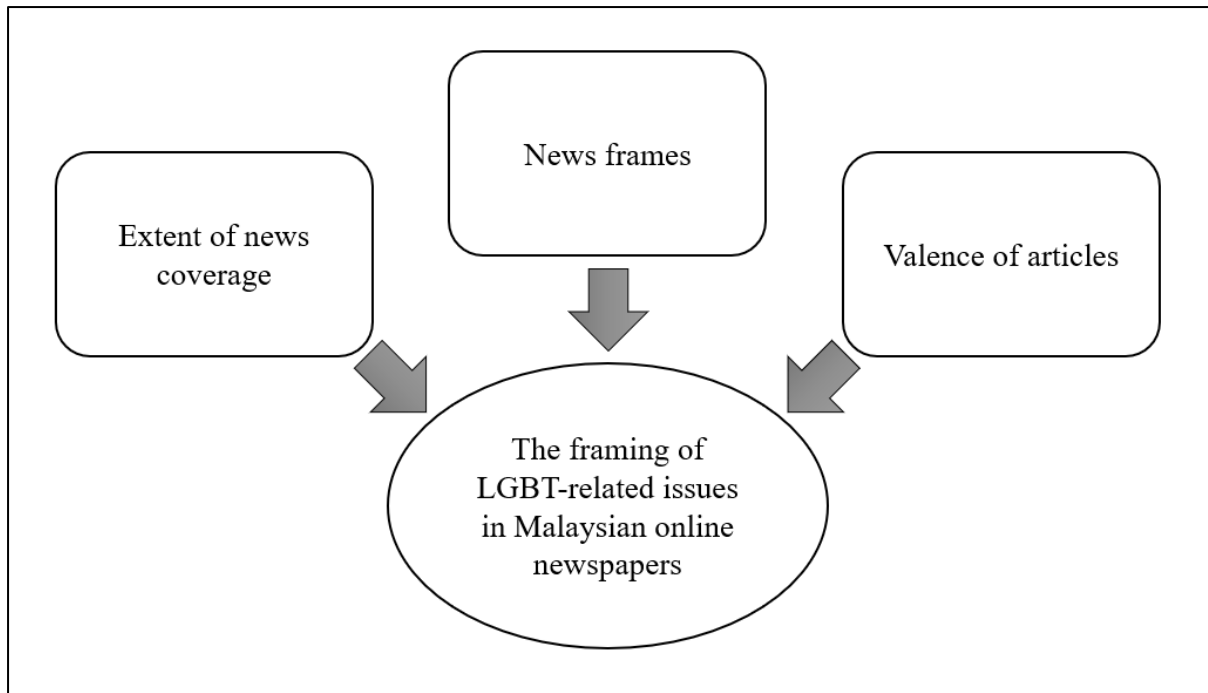 News frames
Extent of news
coverage
Valence of articles
The framing of
LGBT-related issues
in Malaysian online
newspapers